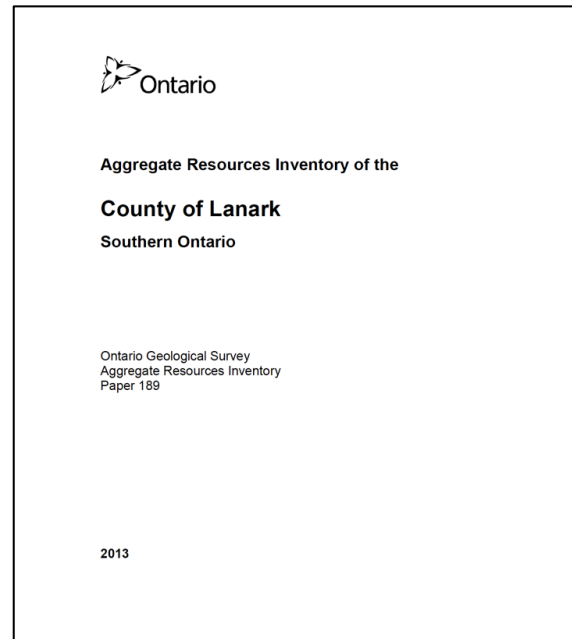 Ontario
Aggregate Resources Inventory of the
County of Lanark
Southern Ontario
Ontario Geological Survey
Aggregate Resources Inventory
Paper 189
2013